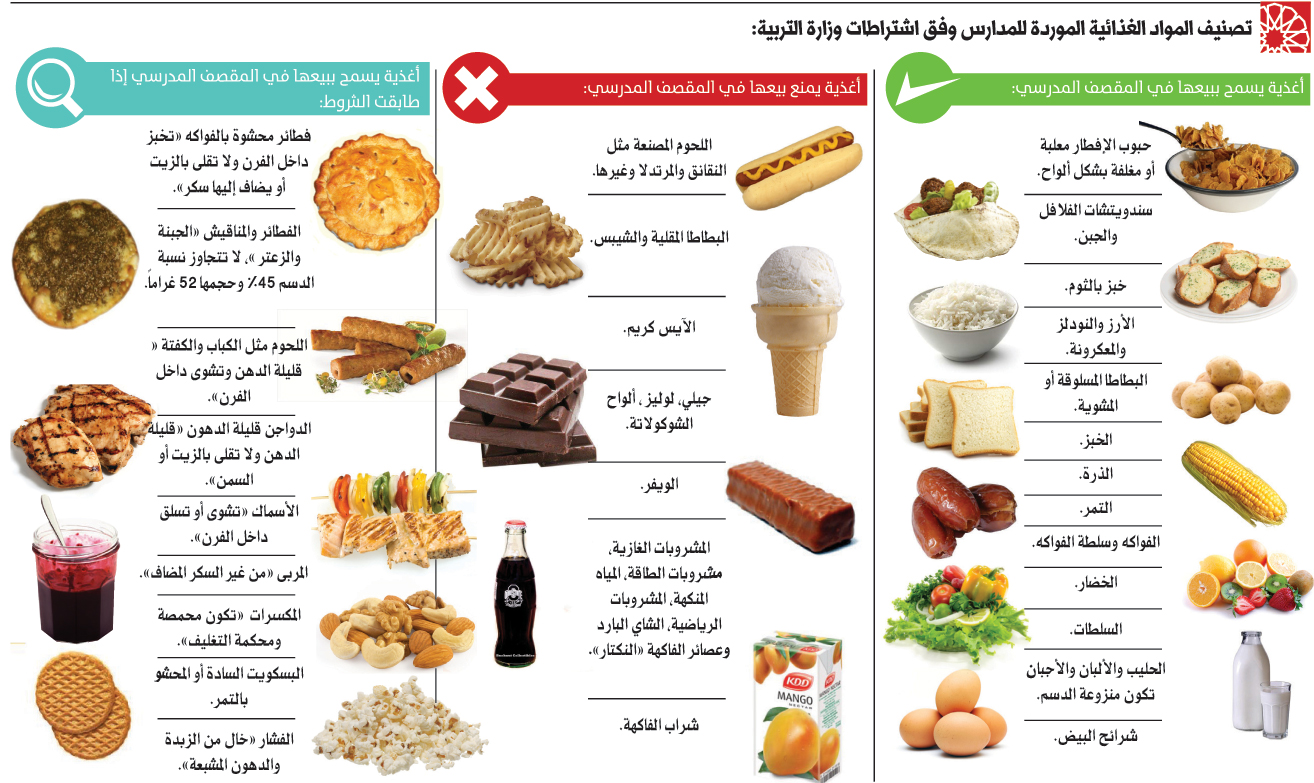 تصنيف المواد الغذائية الموردة للمدارس وفق اشتراطات وزارة التربية:
أغذية يسمح ببيعها في المقصف المدرسي:
حبوب الإفطار معلبة
أو مغلفة بشكل ألواح.
سندويتشات الفلافل
والجبن.
خبز بالثوم.
الأرز والنودلز
والمعكرونة.
البطاطا المسلوقة أو
المشوية.
الخبز.
الذرة.
التمر.
الفواكه وسلطة الفواكه.
الخضار.
السلطات.
الحليب والألبان والأجبان
تكون منزوعة الدسم.
شرائح البيض.
أغذية يمنع بيعها في المقصف المدرسي:
اللحوم المصنعة مثل
النقانق والمرتدلا وغيرها.
البطاطا المقلية والشيبس.
الآيس كريم.
جيلي، لوليز، ألواح
الشوكولاتة.
الويفر.
المشروبات الغازية،
مشروبات الطاقة، المياه
المنكهة، المشروبات
الرياضية، الشاي البارد
وعصائر الفاكهة «النكتار».
شراب الفاكهة.
KDD
MANGO
NECTAR
أغذية يسمح ببيعها في المقصف المدرسي إذا
طابقت الشروط:
فطائر محشوة بالفواكه «تخبز
داخل الفرن ولا تقلى بالزيت
أو يضاف إليها سكر».
الفطائر والمناقيش «الجبنة
والزعتر»، لا تتجاوز نسبة
الدسم 45٪ وحجمها 52 غراماً.
اللحوم مثل الكباب والكفتة «
قليلة الدهن وتشوى داخل
الفرن».
الدواجن قليلة الدهون «قليلة
الدهن ولا تقلى بالزيت أو
السمن».
الأسماك «تشوى أو تسلق
داخل الفرن».
المربى «من غير السكر المضاف».
المكسرات «تكون محمصة
ومحكمة التغليف».
البسكويت السادة أو المحشو
بالتمر.
الفشار «خال من الزبدة
والدهون المشبعة».